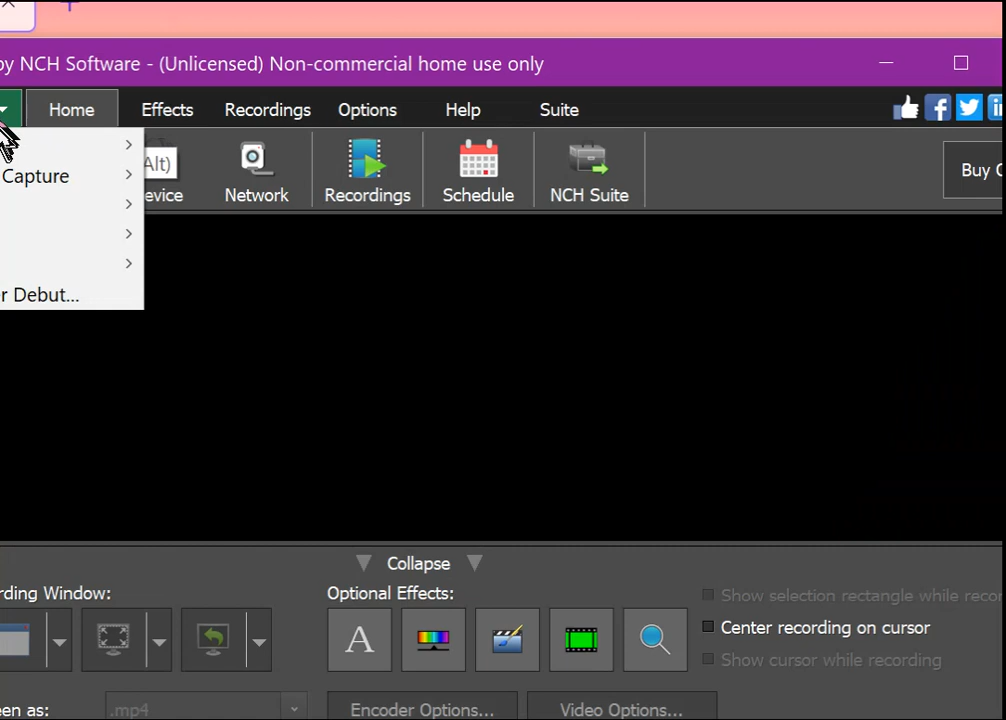 by NCH Software - (Unlicensed) Non-commercial home use only
Home Effects Recordings Options Help Suite
Capture
r Debut...
Alt)
evice Network Recordings Schedule NCH Suite Buy
Collapse
rding Window: Optional Effects:
A
Show selection rectangle while recor
Center recording on cursor
Show cursor while recording
een as: .mp4 Encoder Options... Video Options...